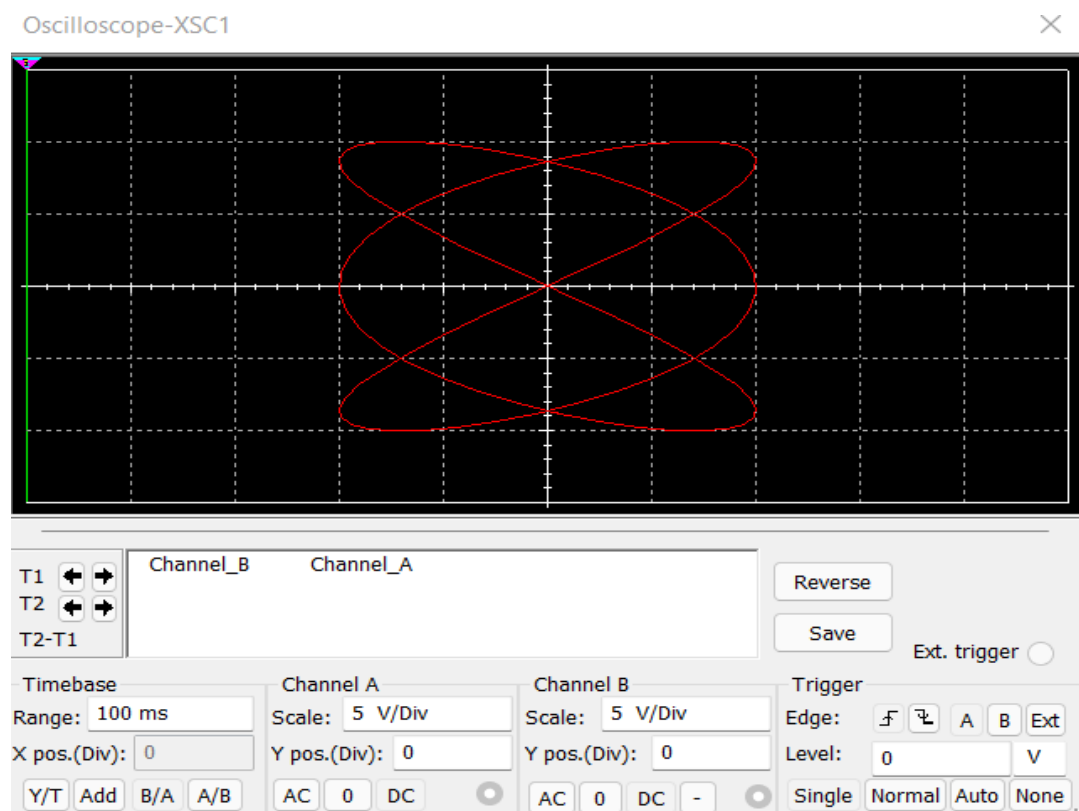 Oscilloscope-XSC1
Channel_B Channel_A
T1
T2
T2-T1
Reverse
Save
Ext. trigger
Timebase Channel A Channel B Trigger
Range: 100 ms Scale: 5 V/Div Scale: 5 V/Div Edge: A B Ext
X pos.(Div): 0 Y pos.(Div): 0 Y pos.(Div): 0 Level: 0 V
Y/T Add B/A A/B AC 0 DC AC 0 DC - Single Normal Auto None